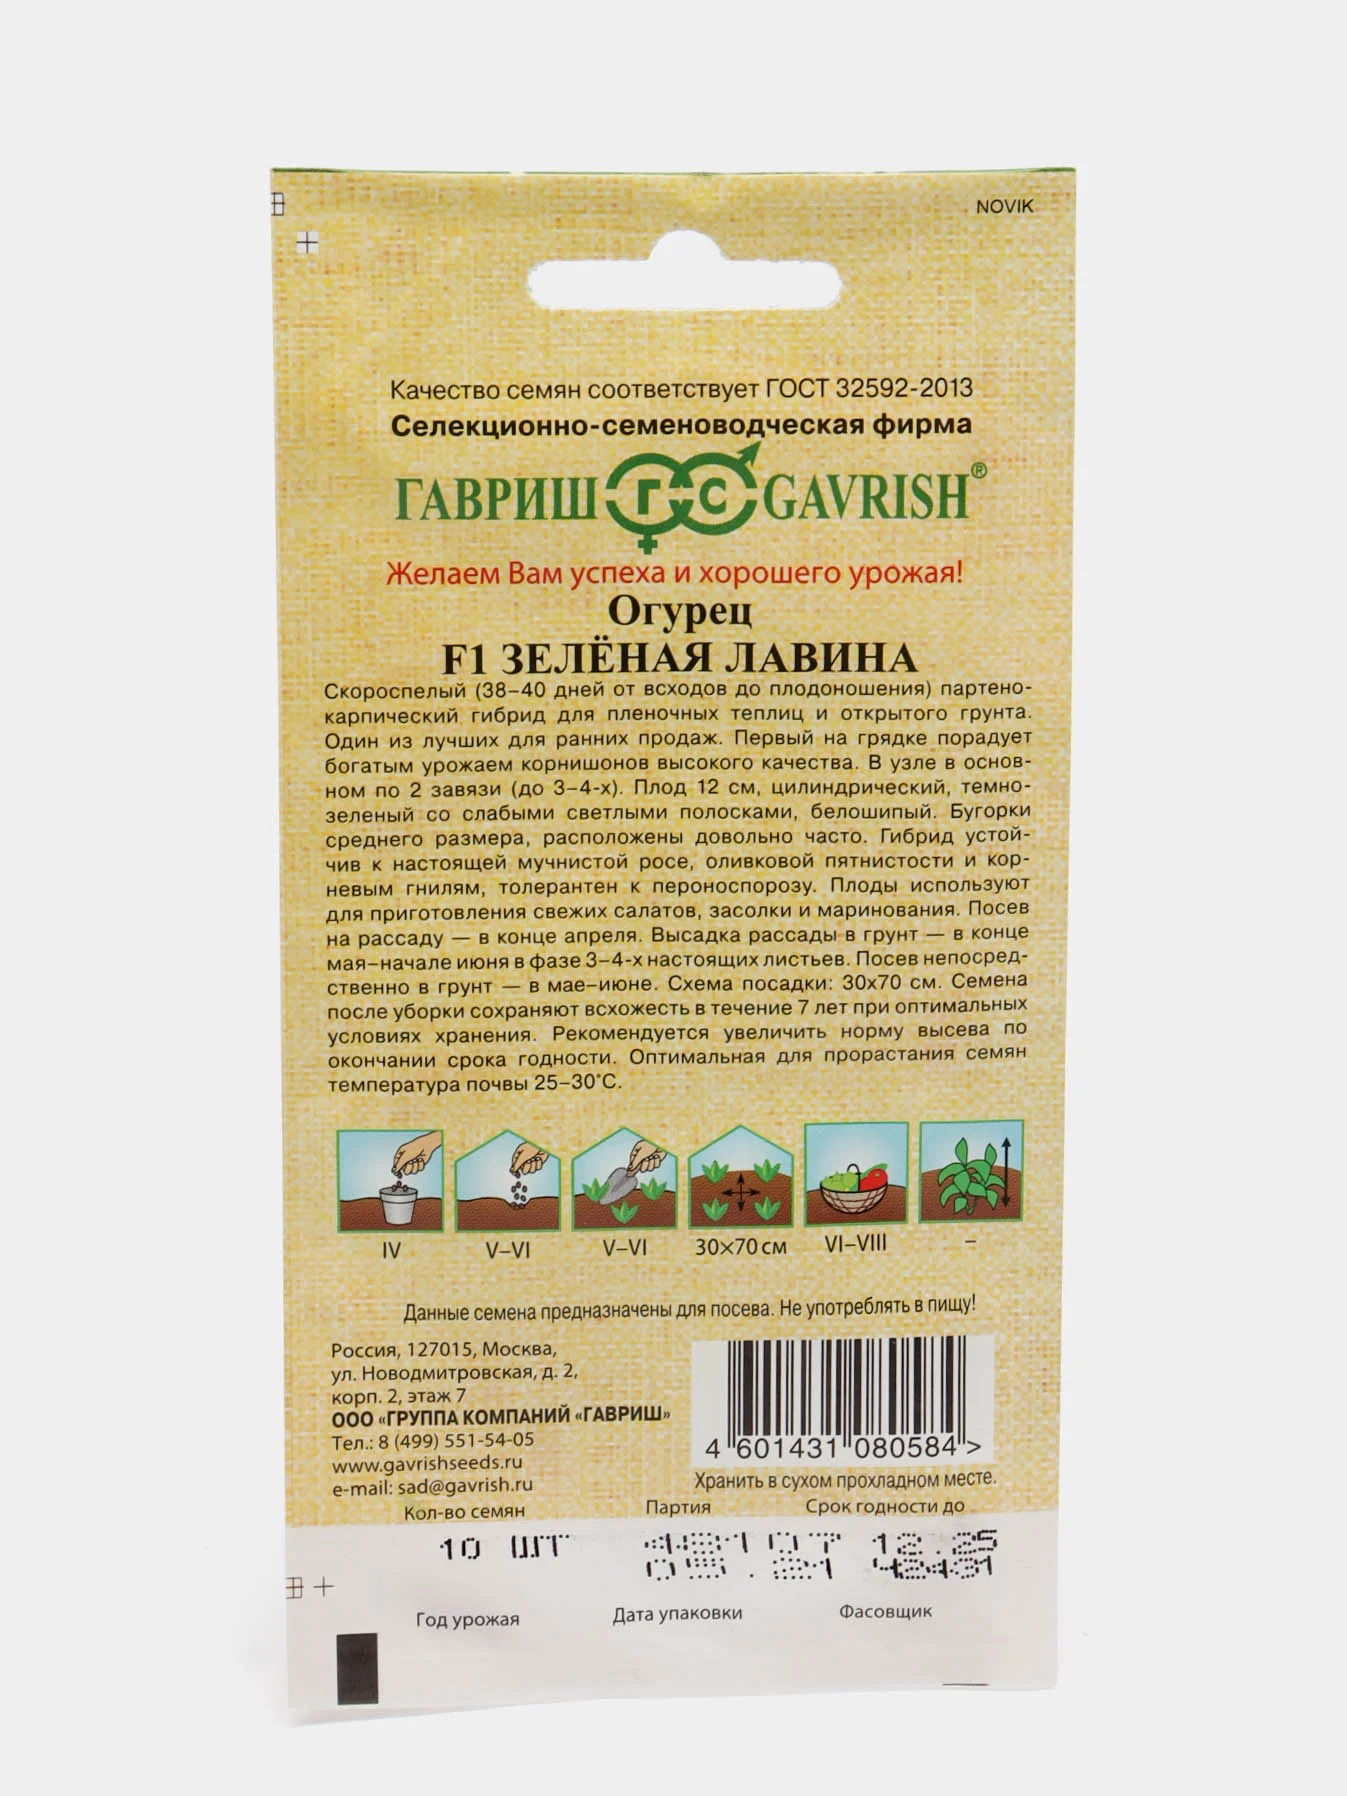 NOVIK
Качество семян соответствует ГОСТ 32592-2013
Селекционно-семеноводческая фирма
ГАВРИШ ГС GAVRISH®
Желаем Вам успеха и хорошего урожая!
Огурец
F1 ЗЕЛЁНАЯ ЛАВИНА
Скороспелый (38–40 дней от всходов до плодоношения) партено-
карпический гибрид для пленочных теплиц и открытого грунта.
Один из лучших для ранних продаж. Первый на грядке порадует
богатым урожаем корнишонов высокого качества. В узле в основ-
ном по 2 завязи (до 3–4-х). Плод 12 см, цилиндрический, темно-
зеленый со слабыми светлыми полосками, белошипый. Бугорки
среднего размера, расположены довольно часто. Гибрид устой-
чив к настоящей мучнистой росе, оливковой пятнистости и кор-
невым гнилям, толерантен к пероноспорозу. Плоды используют
для приготовления свежих салатов, засолки и маринования. Посев
на рассаду — в конце апреля. Высадка рассады в грунт — в конце
мая–начале июня в фазе 3–4-х настоящих листьев. Посев непосред-
ственно в грунт — в мае–июне. Схема посадки: 30х70 см. Семена
после уборки сохраняют всхожесть в течение 7 лет при оптимальных
условиях хранения. Рекомендуется увеличить норму высева по
окончании срока годности. Оптимальная для прорастания семян
температура почвы 25–30°С.
IV V–VI V–VI 30×70 см VI–VIII –
Данные семена предназначены для посева. Не употреблять в пищу!
Россия, 127015, Москва,
ул. Новодмитровская, д. 2,
корп. 2, этаж 7
ООО «ГРУППА КОМПАНИЙ «ГАВРИШ»
Тел.: 8 (499) 551-54-05
www.gavrishseeds.ru
e-mail: sad@gavrish.ru
4 601431 080584 >
Хранить в сухом прохладном месте.
Кол-во семян Партия Срок годности до
10 ШТ 12.25
05.21 42431
Год урожая Дата упаковки Фасовщик